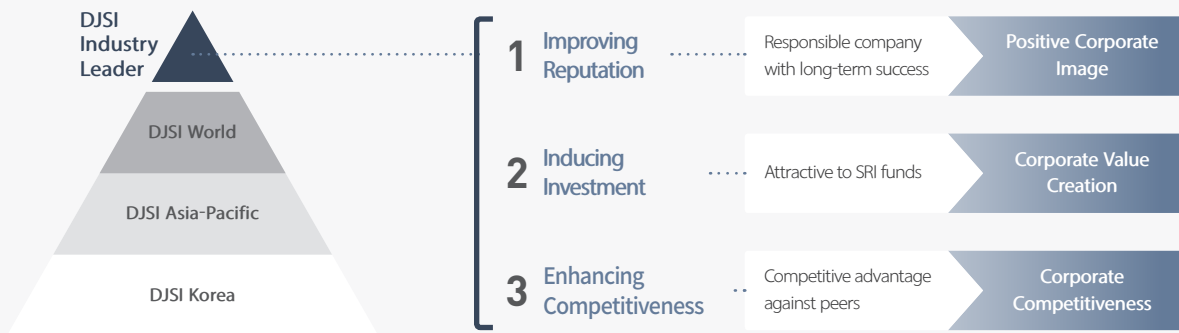 DJSI
Industry
Leader
DJSI World
DJSI Asia-Pacific
DJSI Korea
1
Improving
Reputation
Responsible company
with long-term success
Positive Corporate
Image
2
Inducing
Investment
Attractive to SRI funds
Corporate Value
Creation
3
Enhancing
Competitiveness
Competitive advantage
against peers
Corporate
Competitiveness